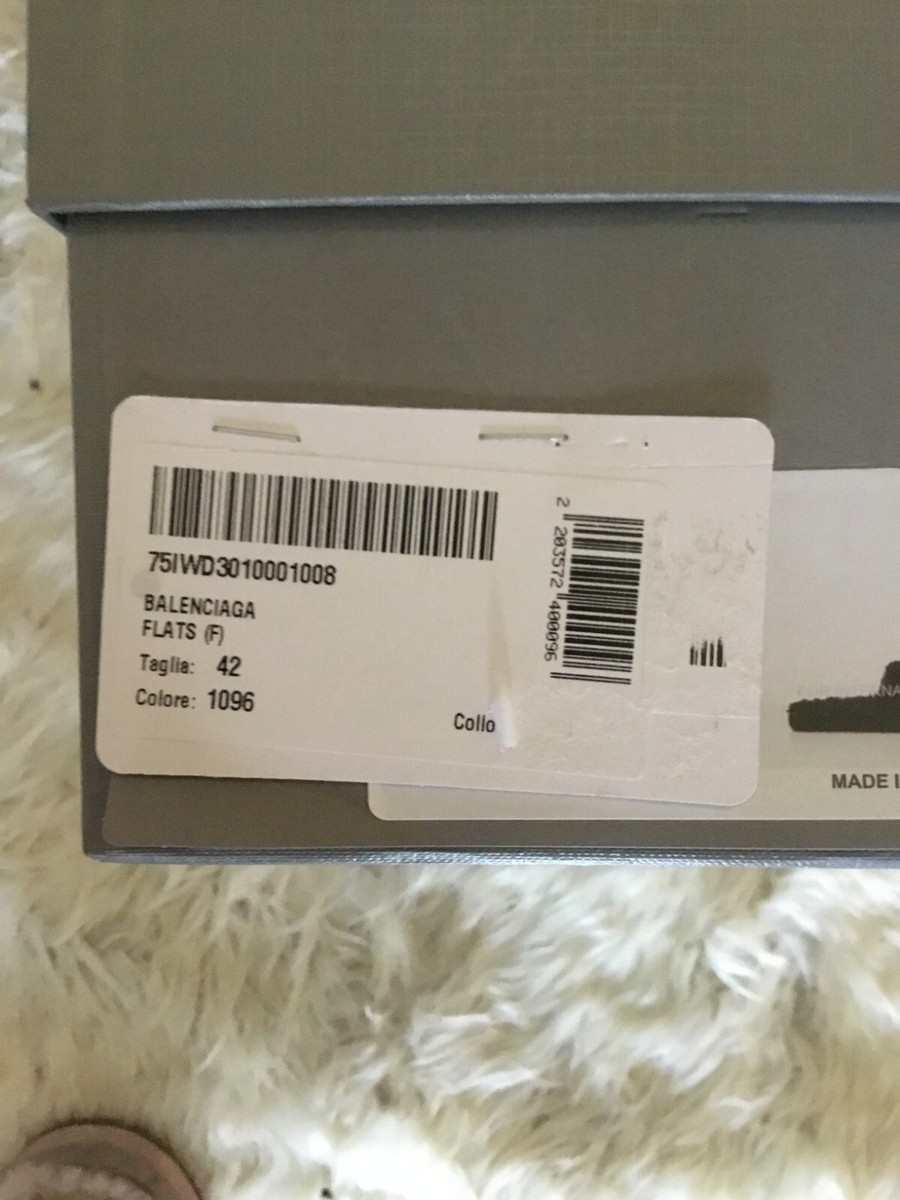 75IWD3010001008
BALENCIAGA
FLATS (F)
Taglia: 42
Colore: 1096
Collo
2 203572 400096
MADE I